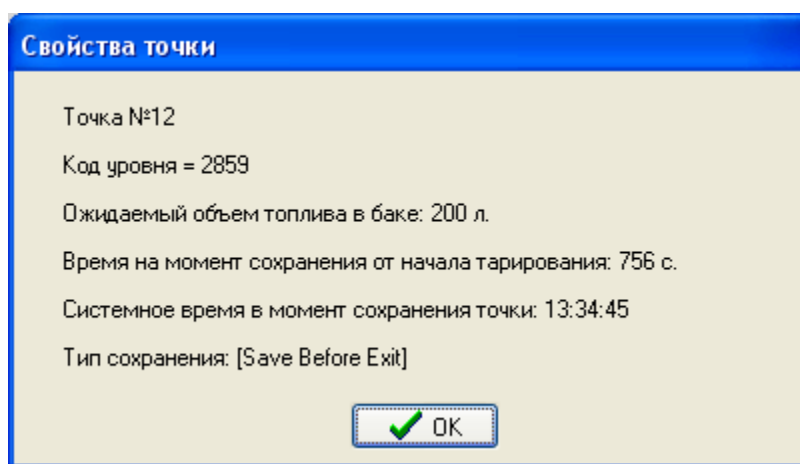 Свойства точки
Точка №12
Код уровня = 2859
Ожидаемый объем топлива в баке: 200 л.
Время на момент сохранения от начала тарирования: 756 с.
Системное время в момент сохранения точки: 13:34:45
Тип сохранения: [Save Before Exit]
OK